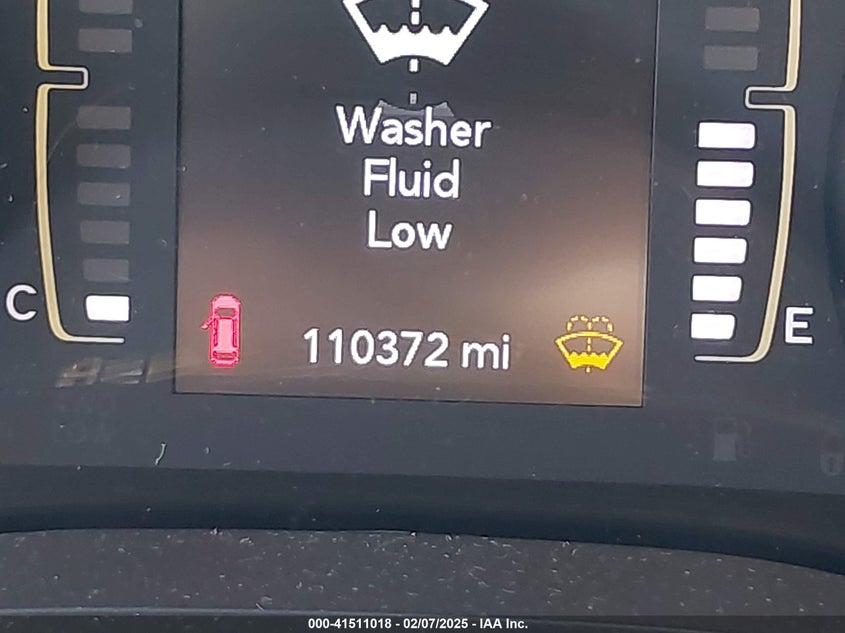 Washer
Fluid
Low
C
110372 mi
E
000-41511018 - 02/07/2025 - IAA Inc.